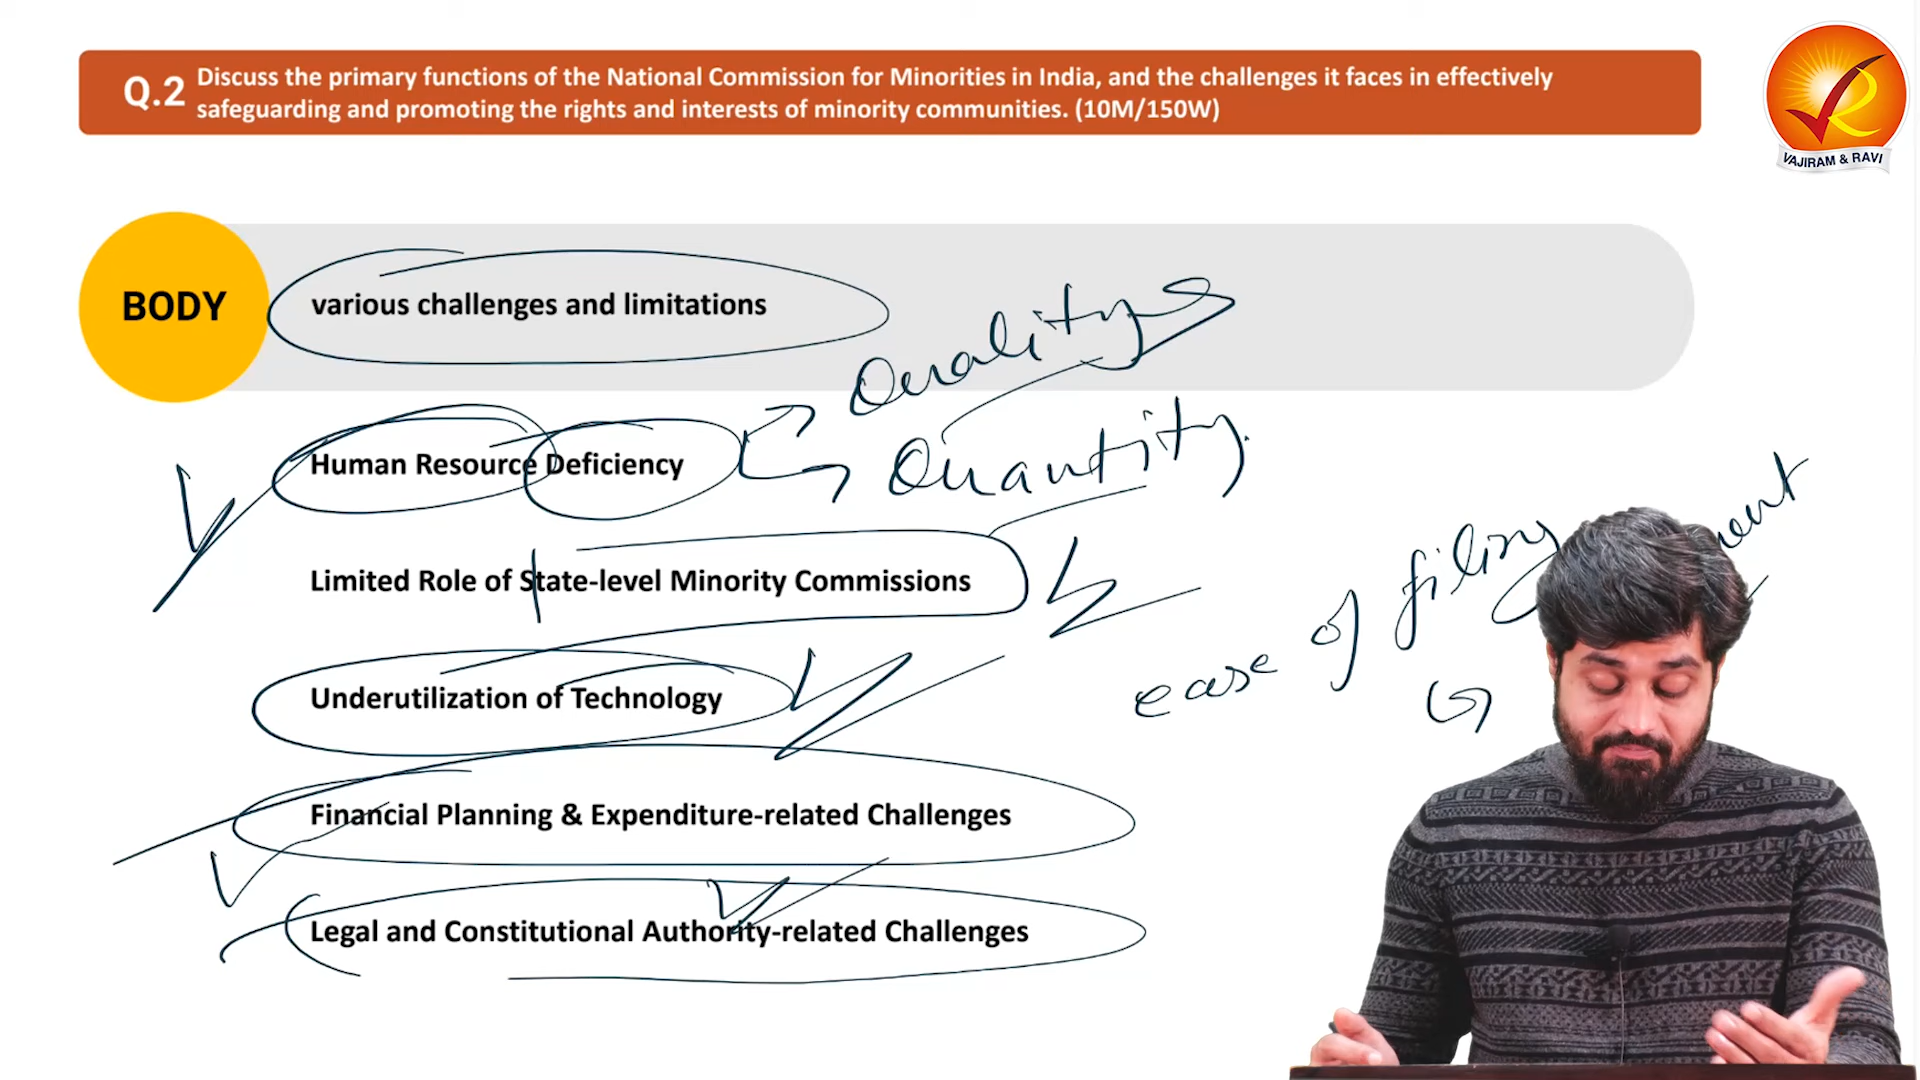 Q.2 Discuss the primary functions of the National Commission for Minorities in India, and the challenges it faces in effectively
safeguarding and promoting the rights and interests of minority communities. (10M/150W)
VAJIRAM & RAVI
BODY
various challenges and limitations
Quality
Human Resource Deficiency
Quantity
Limited Role of State-level Minority Commissions
ease of filing
Underutilization of Technology
Financial Planning & Expenditure-related Challenges
Legal and Constitutional Authority-related Challenges